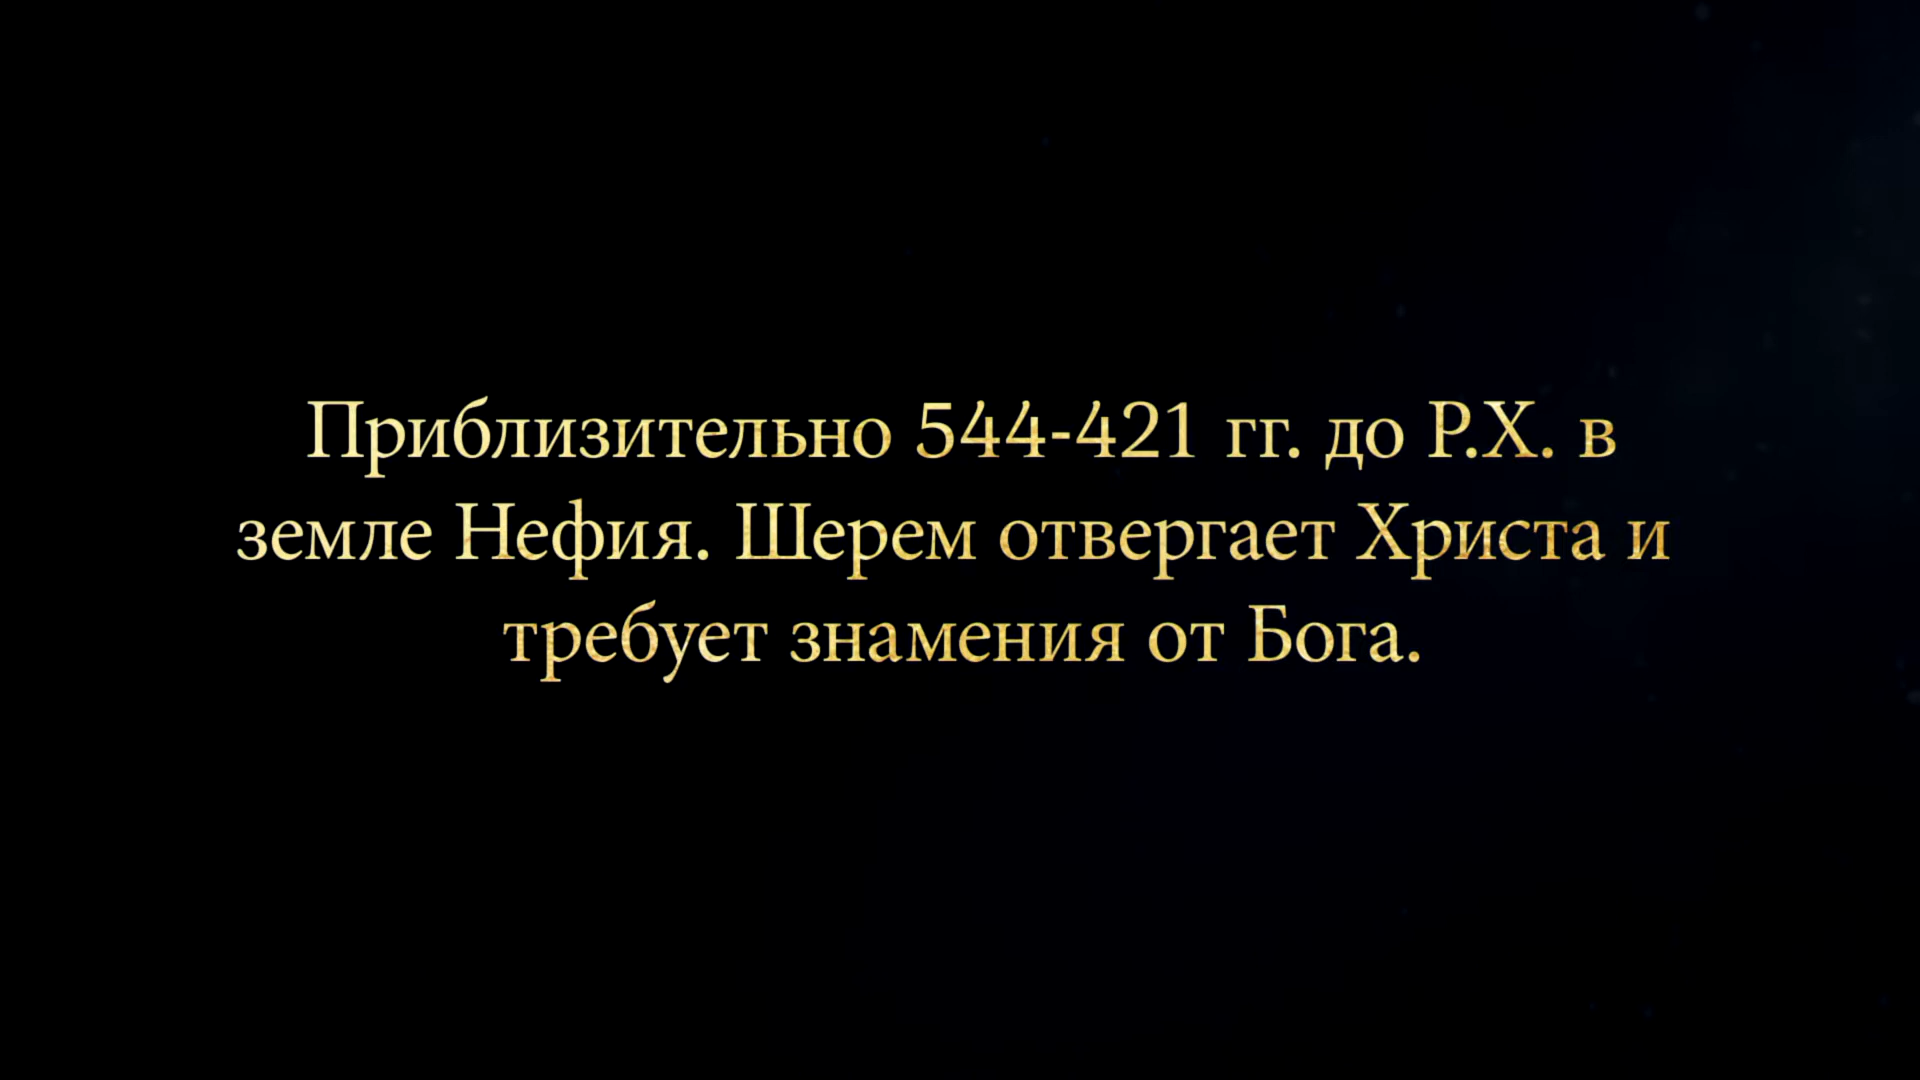 Приблизительно 544-421 гг. до Р.Х. в
земле Нефия. Шерем отвергает Христа и
требует знамения от Бога.